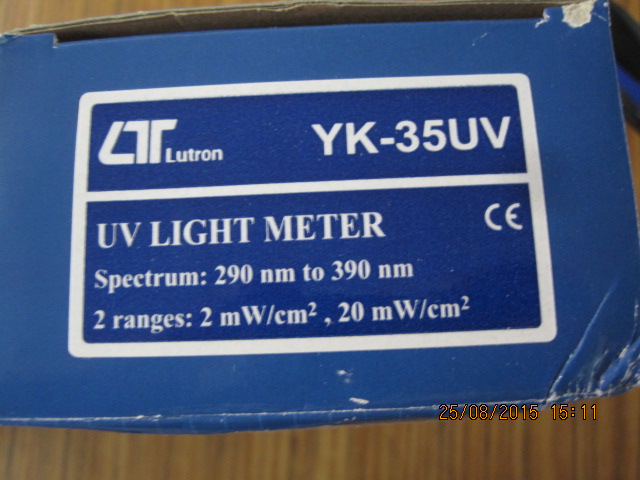 LT Lutron YK-35UV
UV LIGHT METER CE
Spectrum: 290 nm to 390 nm
2 ranges: 2 mW/cm², 20 mW/cm²
25/08/2015 15:11